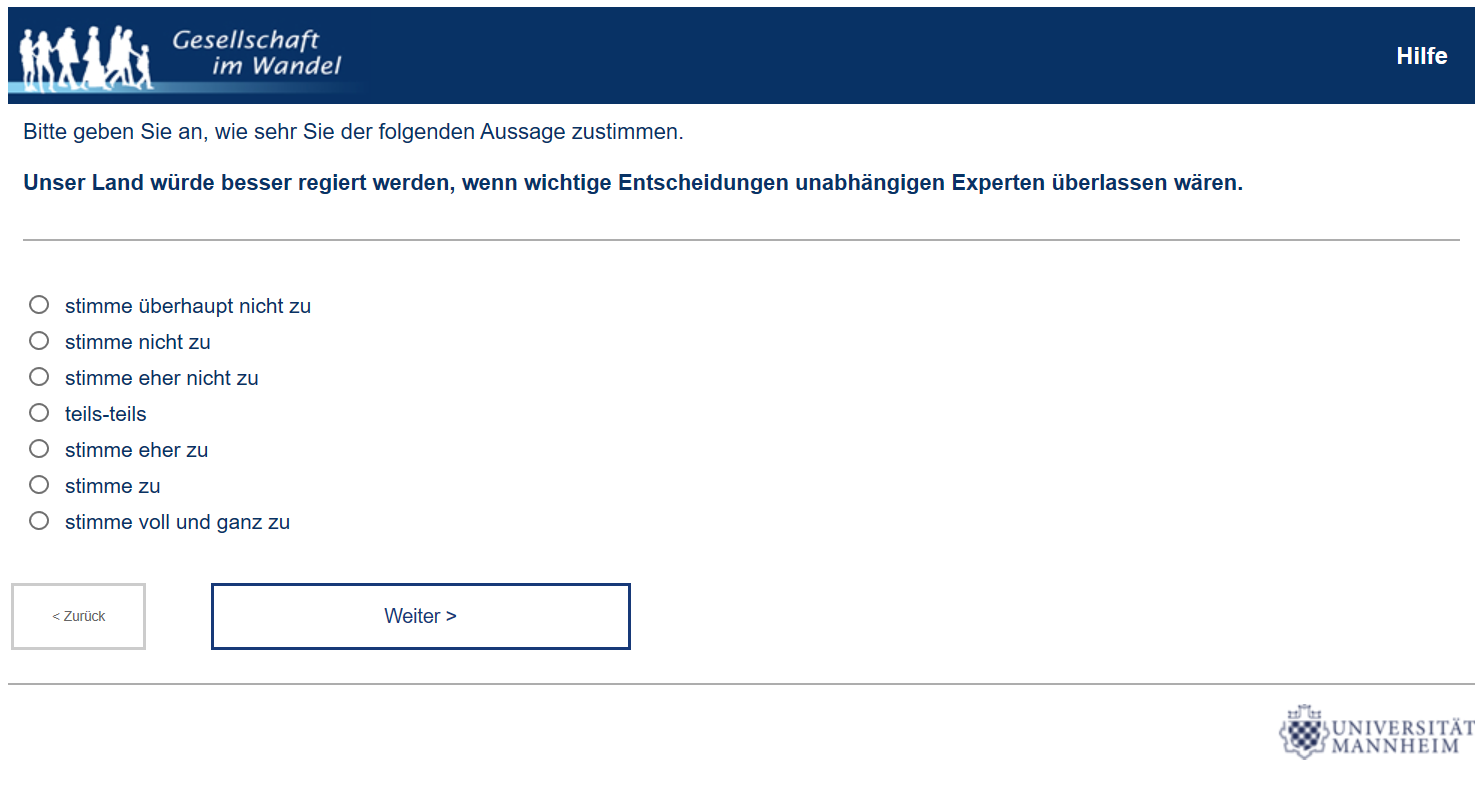 Gesellschaft
im Wandel
Hilfe
Bitte geben Sie an, wie sehr Sie der folgenden Aussage zustimmen.
Unser Land würde besser regiert werden, wenn wichtige Entscheidungen unabhängigen Experten überlassen wären.
stimme überhaupt nicht zu
stimme nicht zu
stimme eher nicht zu
teils-teils
stimme eher zu
stimme zu
stimme voll und ganz zu
< Zurück
Weiter >
UNIVERSITÄT
MANNHEIM